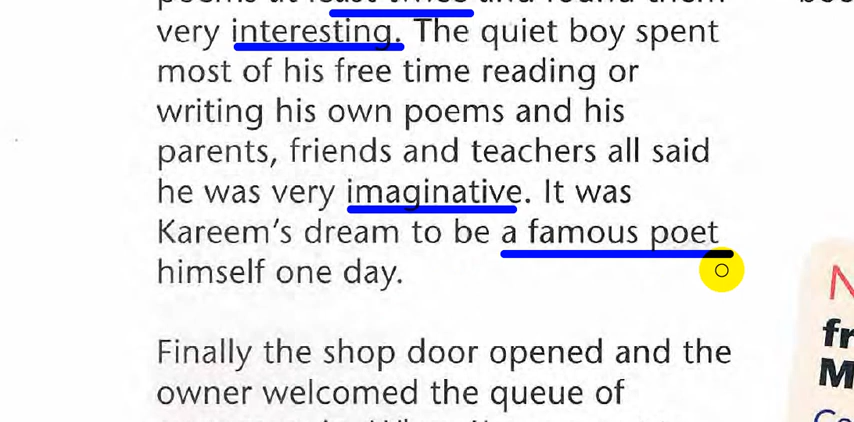 very interesting. The quiet boy spent
most of his free time reading or
writing his own poems and his
parents, friends and teachers all said
he was very imaginative. It was
Kareem's dream to be a famous poet
himself one day.
Finally the shop door opened and the
owner welcomed the queue of
fr
M